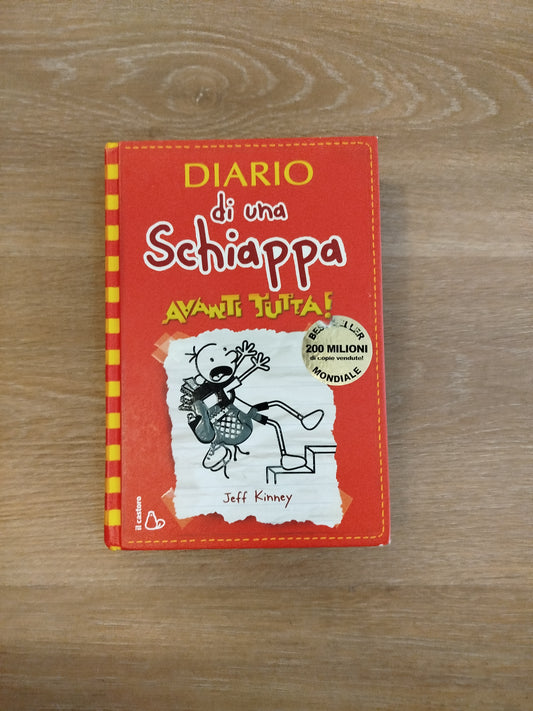 DIARIO
di una
Schiappa
AVANTI TUTTA!
BESTSELLER
200 MILIONI
di copie vendute!
MONDIALE
Jeff Kinney
il castoro